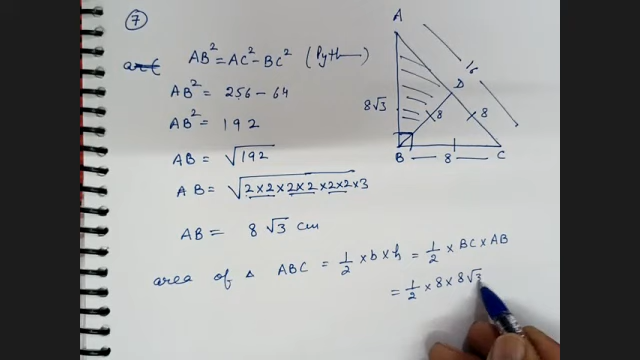 7
AB² = AC² - BC² (Pyth)
AB² = 256 - 64
AB² = 192
AB = √192
AB = √2×2×2×2×2×2×3
AB = 8√3 cm
area of △ ABC = 1/2 × b × h = 1/2 × BC × AB
= 1/2 × 8 × 8√3
A
16
D
8√3
8
8
B
8
C